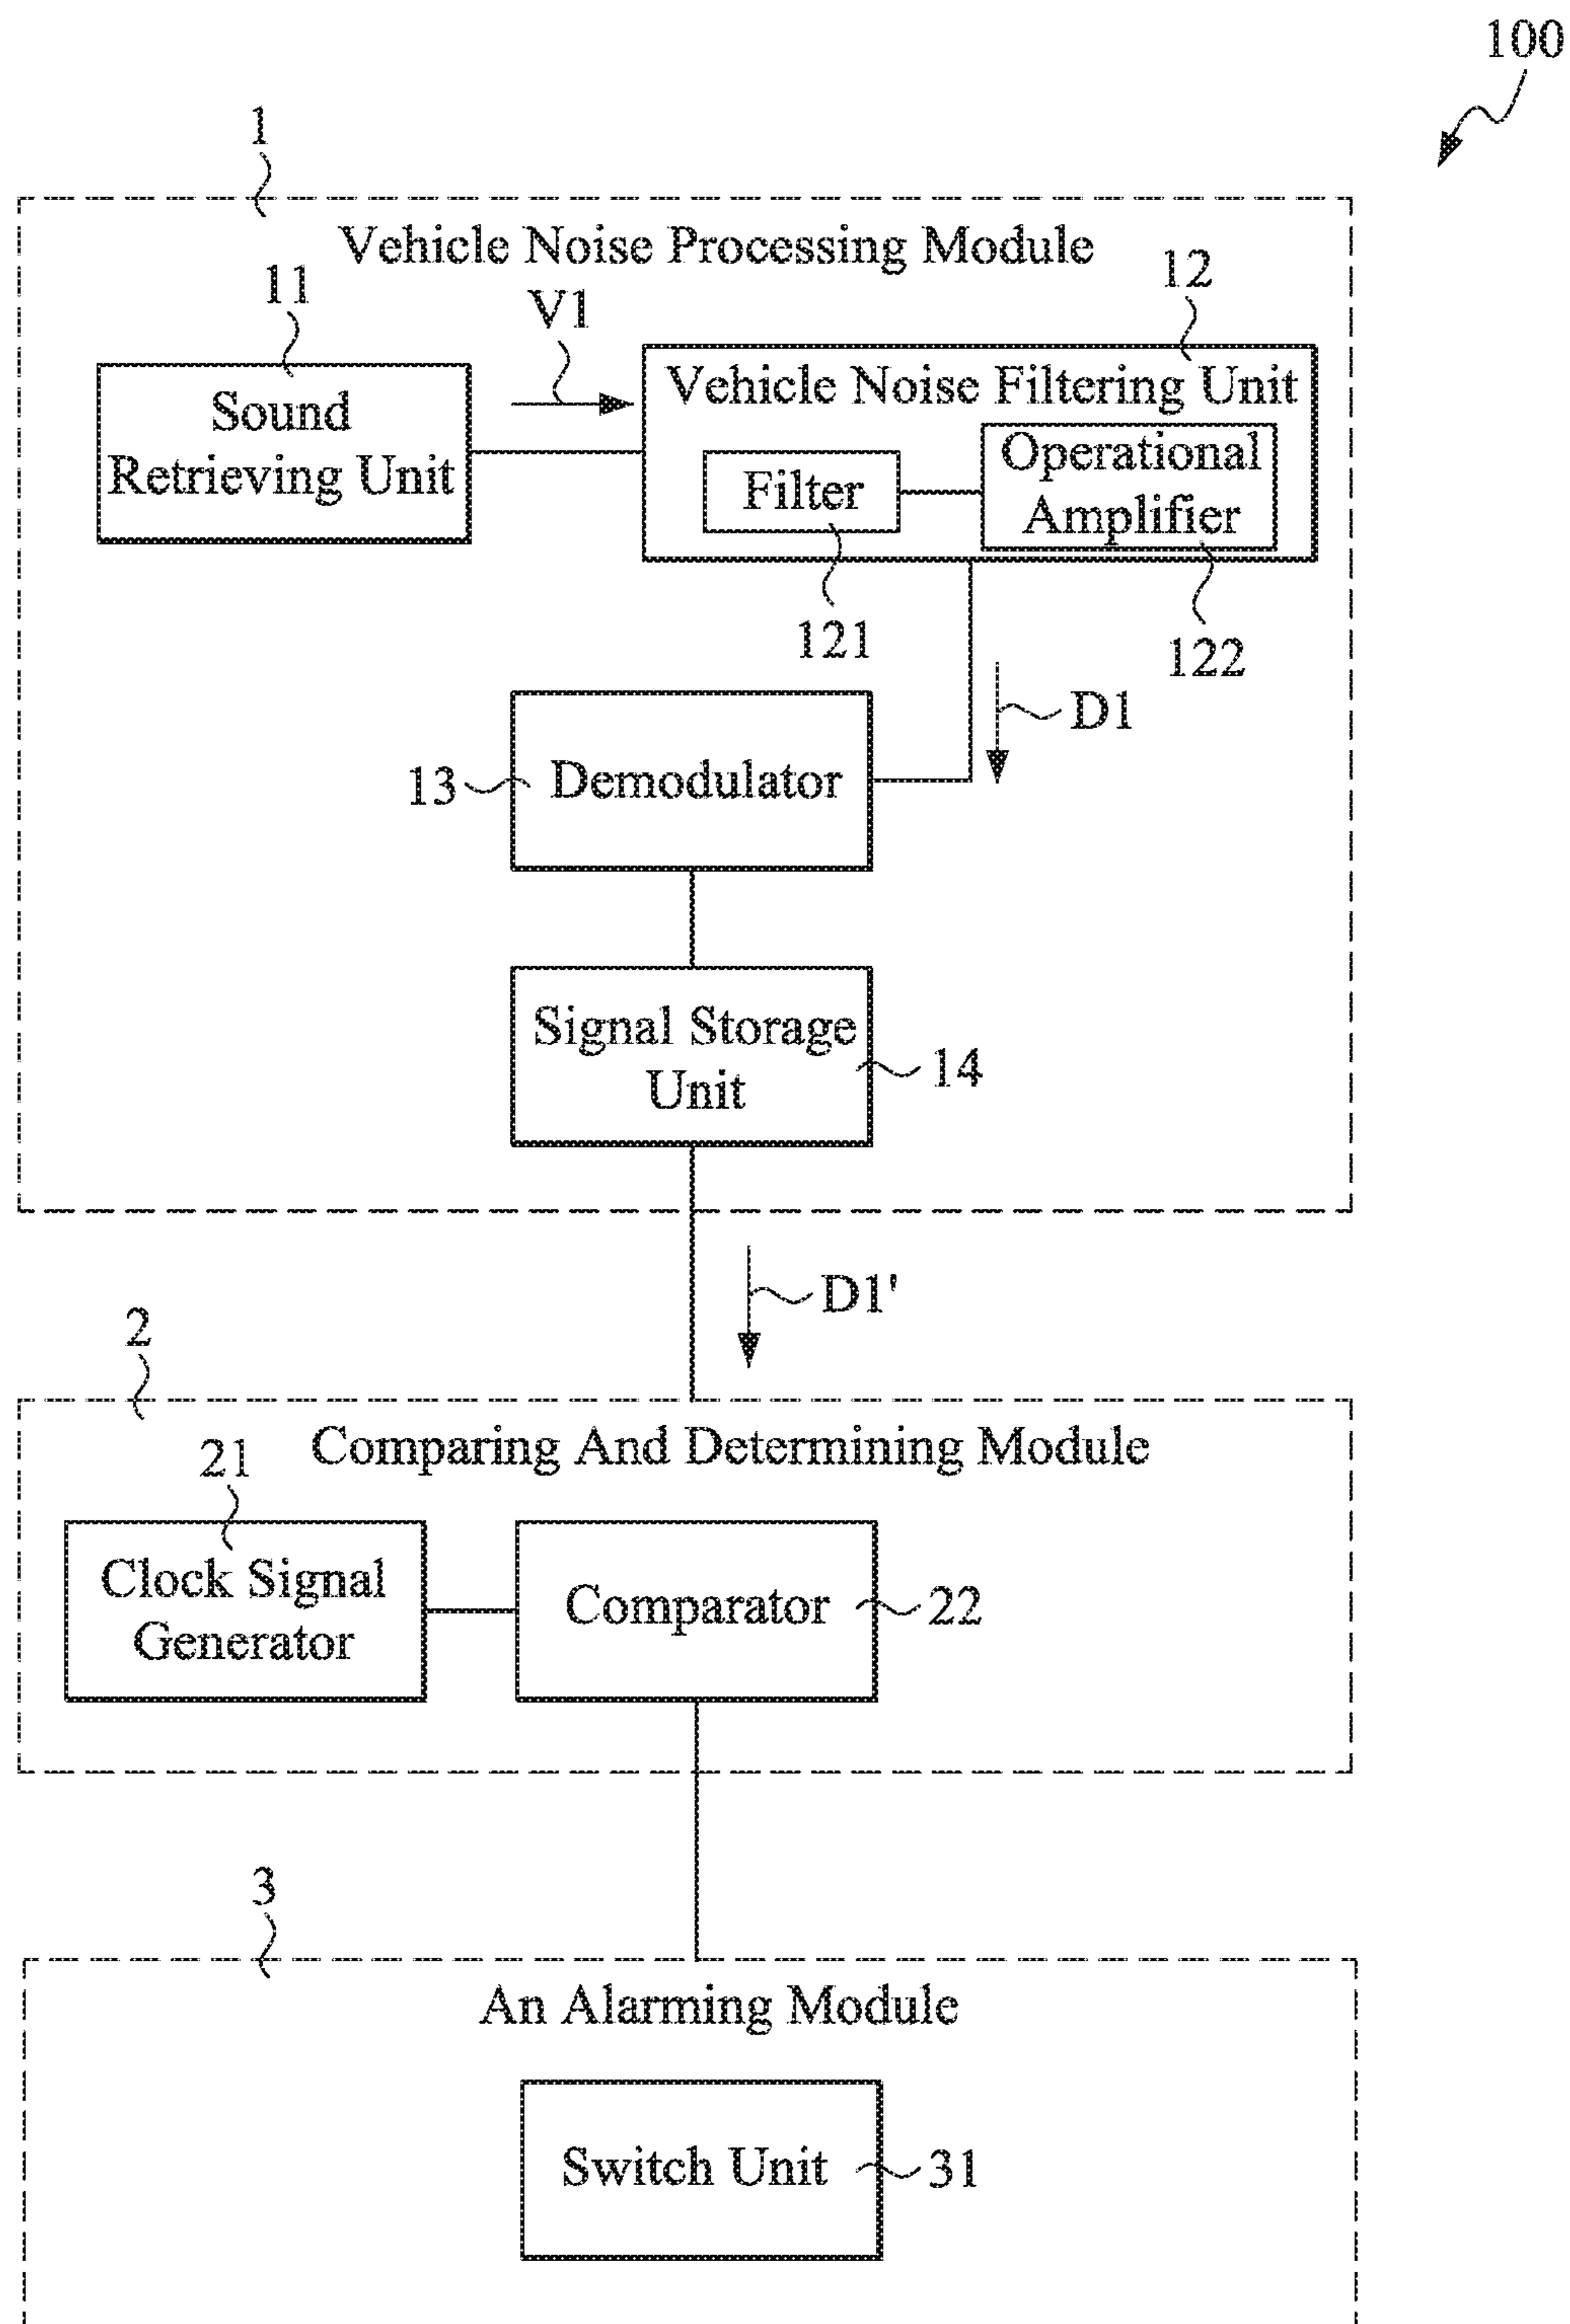 100
1
Vehicle Noise Processing Module
11
V1
12
Sound
Retrieving Unit
Vehicle Noise Filtering Unit
Filter
Operational
Amplifier
121
122
D1
13
Demodulator
Signal Storage
Unit
14
D1'
2
Comparing And Determining Module
21
Clock Signal
Generator
Comparator
22
3
An Alarming Module
Switch Unit
31